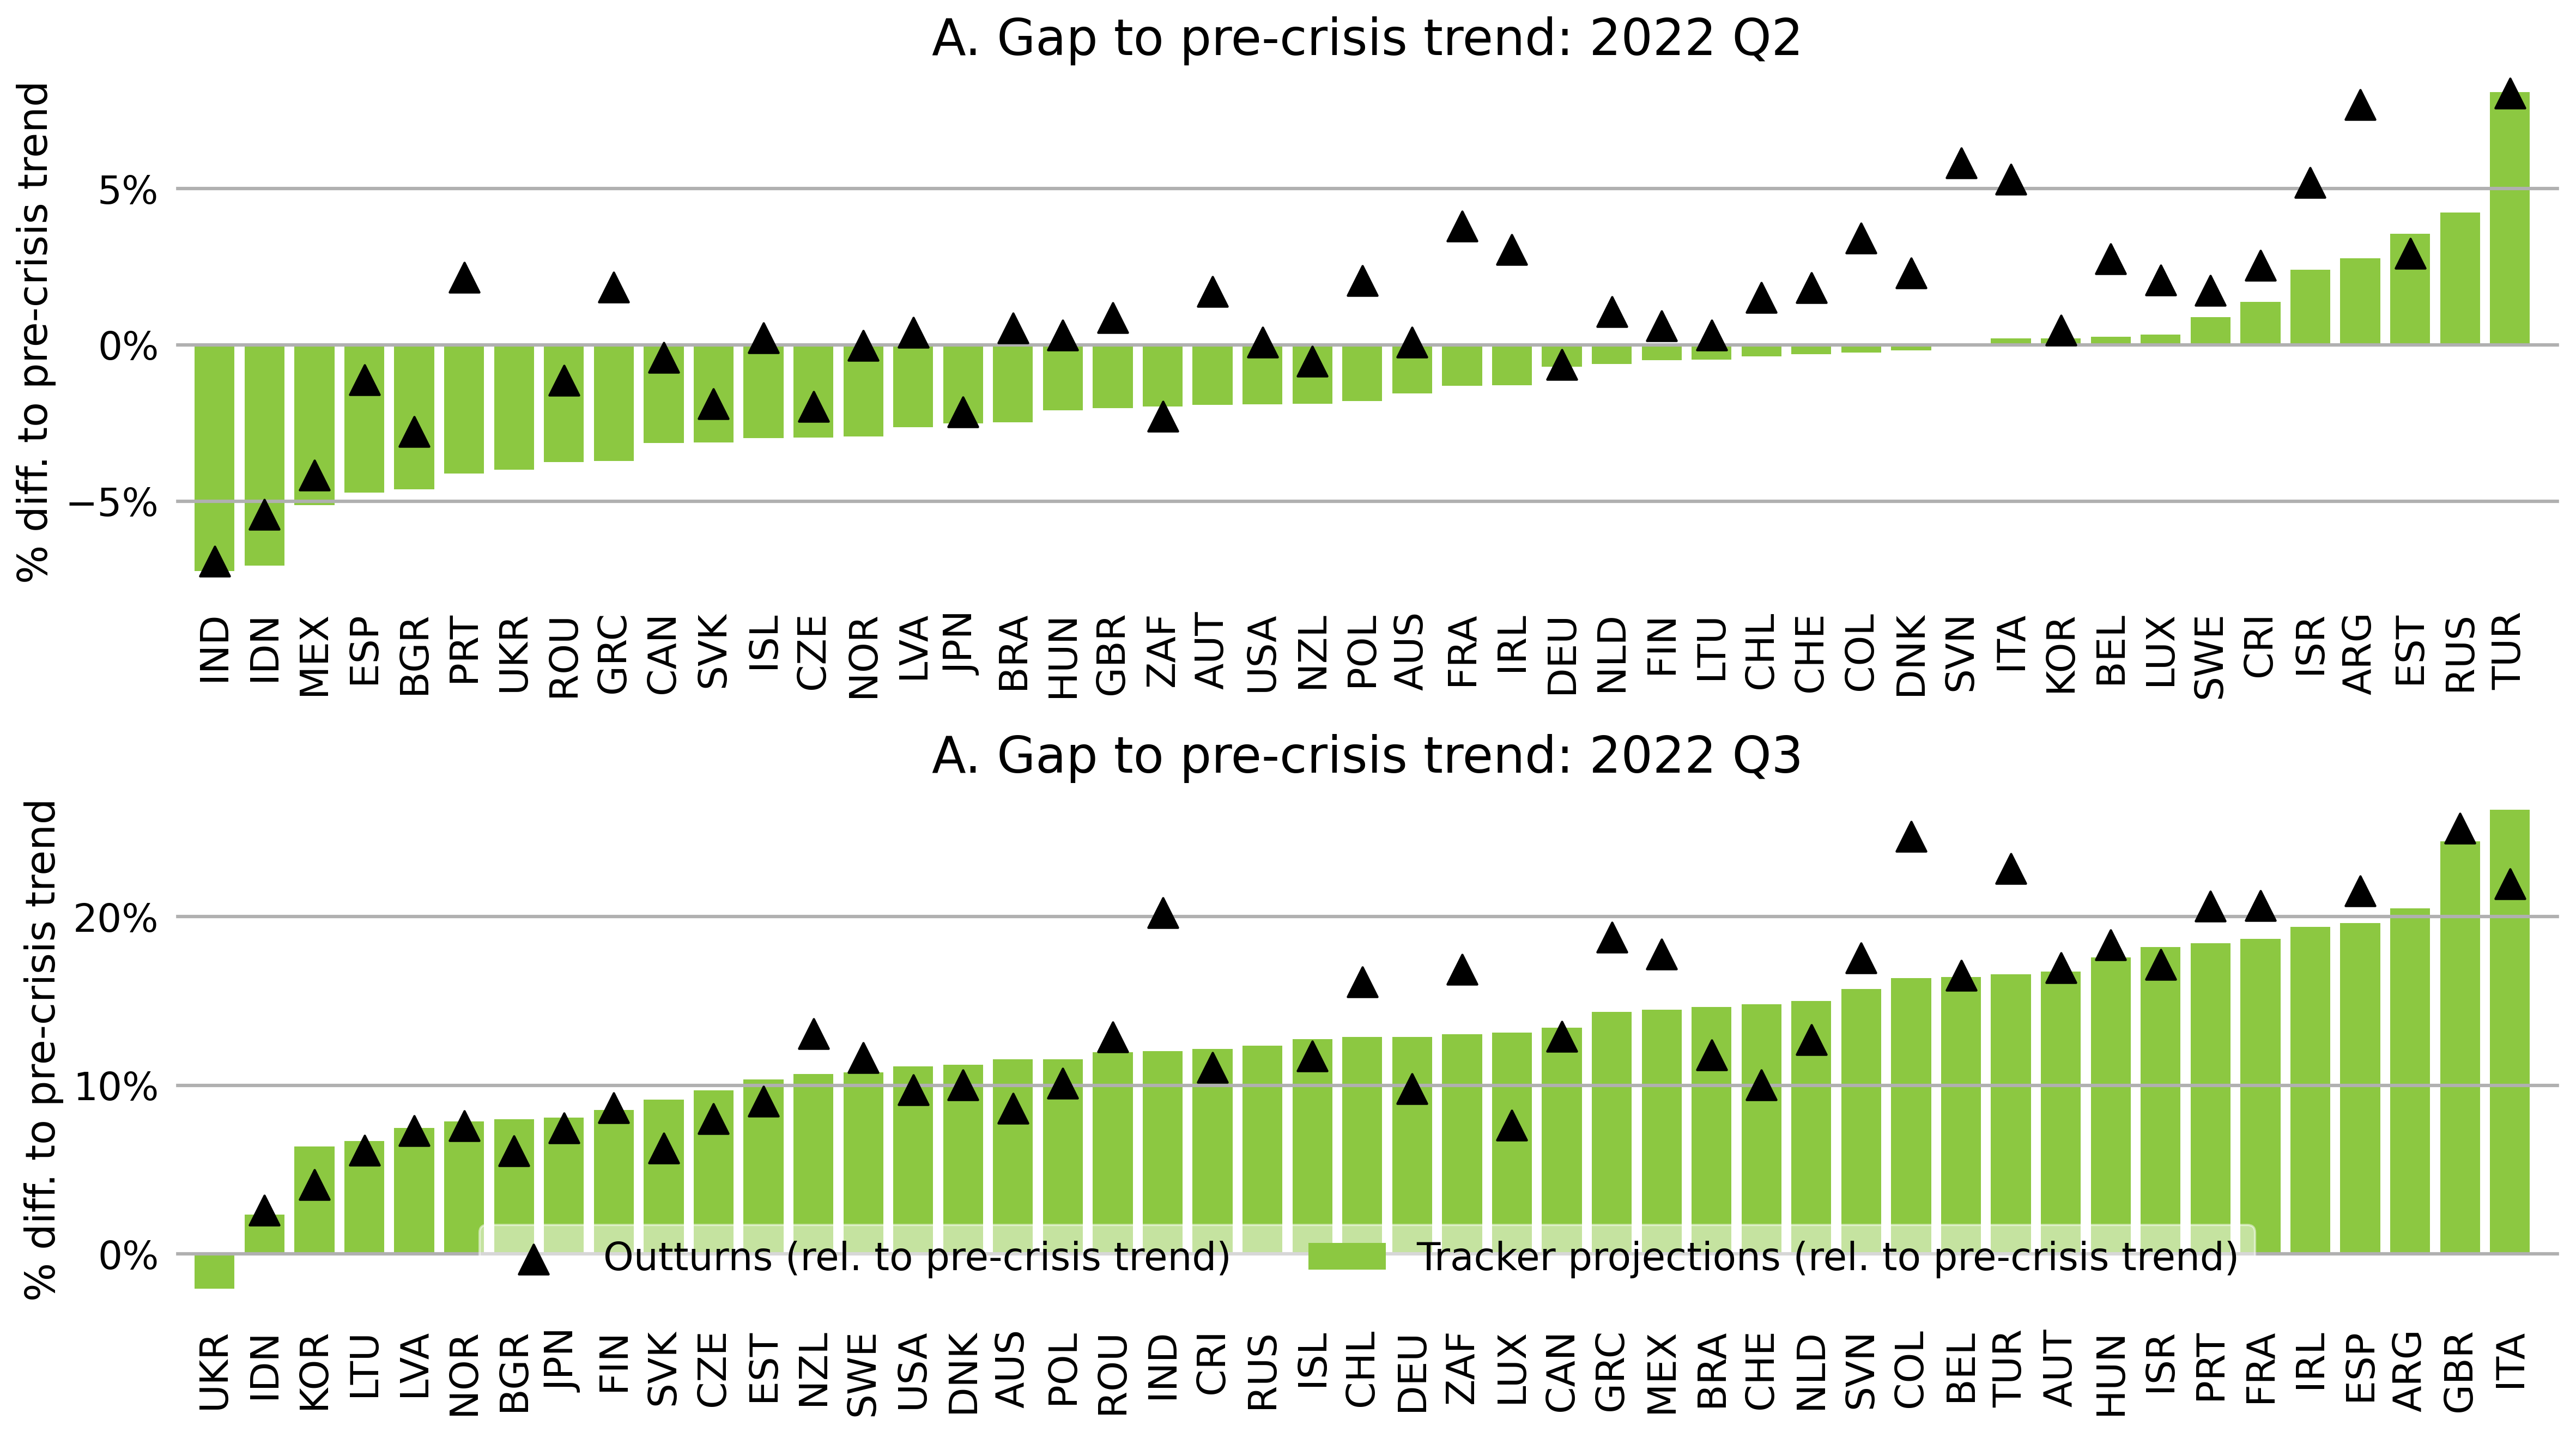 A. Gap to pre-crisis trend: 2022 Q2
% diff. to pre-crisis trend
5%
0%
−5%
IND IDN MEX ESP BGR PRT UKR ROU GRC CAN SVK ISL CZE NOR LVA JPN BRA HUN GBR ZAF AUT USA NZL POL AUS FRA IRL DEU NLD FIN LTU CHL CHE COL DNK SVN ITA KOR BEL LUX SWE CRI ISR ARG EST RUS TUR
A. Gap to pre-crisis trend: 2022 Q3
% diff. to pre-crisis trend
20%
10%
0%
Outturns (rel. to pre-crisis trend) Tracker projections (rel. to pre-crisis trend)
UKR IDN KOR LTU LVA NOR BGR JPN FIN SVK CZE EST NZL SWE USA DNK AUS POL ROU IND CRI RUS ISL CHL DEU ZAF LUX CAN GRC MEX BRA CHE NLD SVN COL BEL TUR AUT HUN ISR PRT FRA IRL ESP ARG GBR ITA